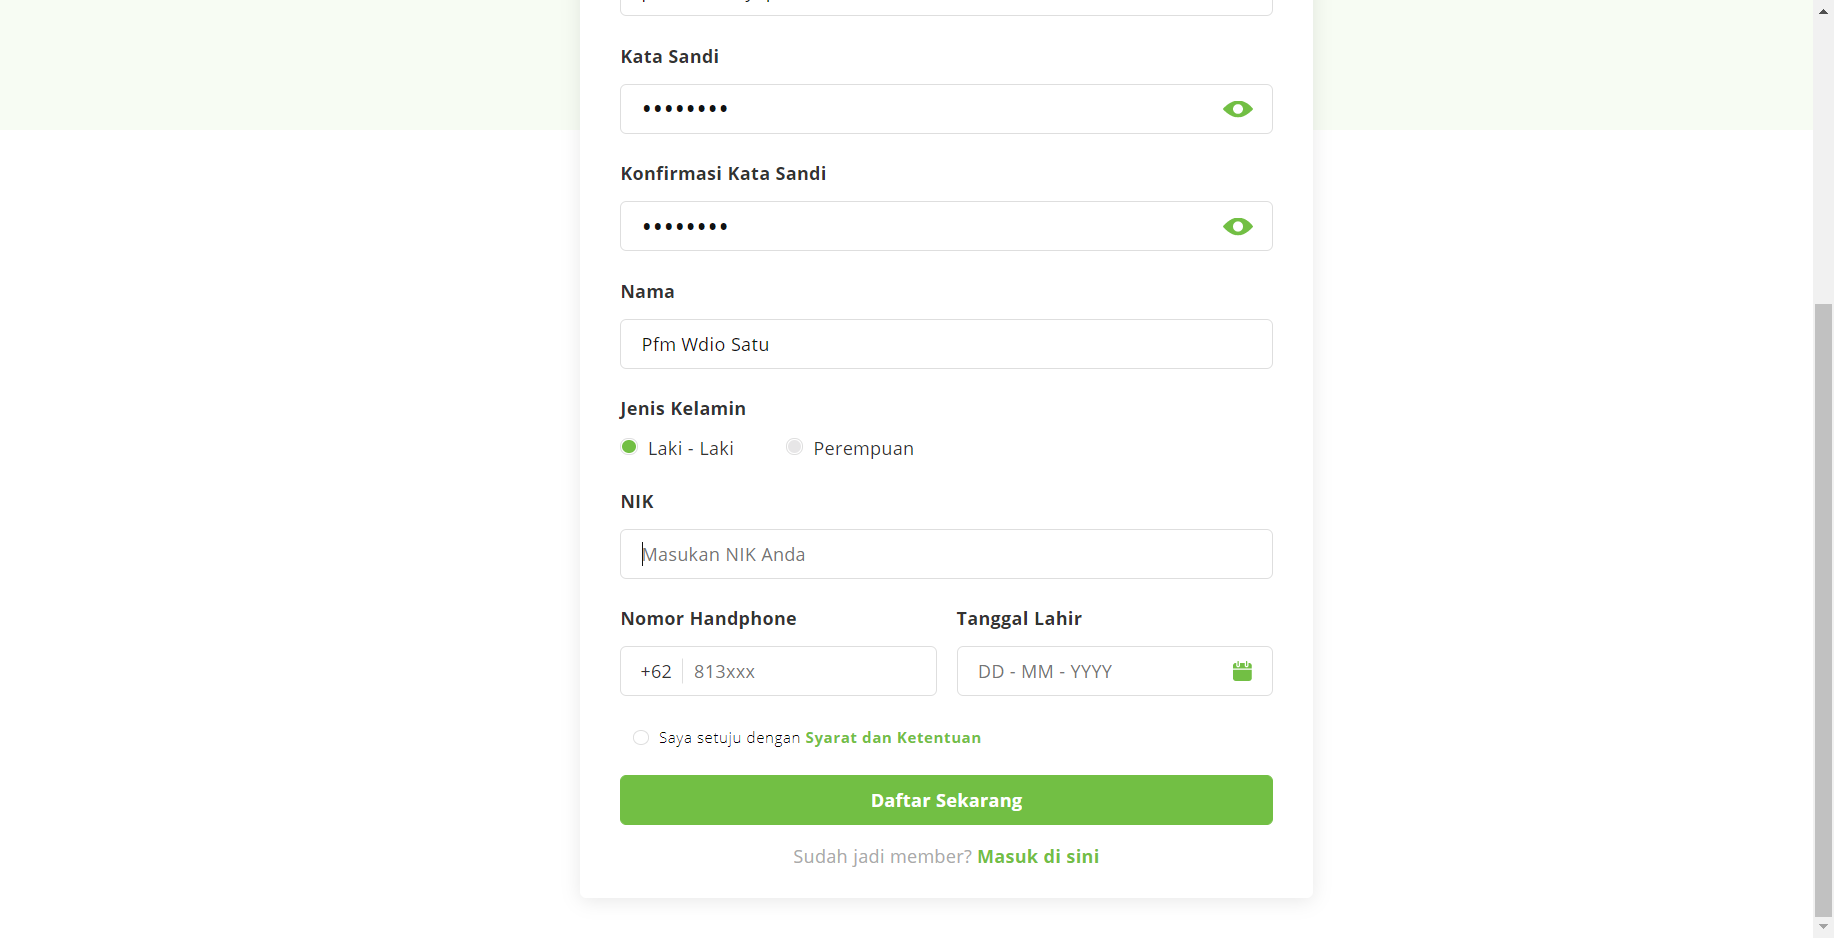 Kata Sandi
••••••••
Konfirmasi Kata Sandi
••••••••
Nama
Pfm Wdio Satu
Jenis Kelamin
Laki - Laki Perempuan
NIK
Masukan NIK Anda
Nomor Handphone Tanggal Lahir
+62 813xxx DD - MM - YYYY
Saya setuju dengan Syarat dan Ketentuan
Daftar Sekarang
Sudah jadi member? Masuk di sini